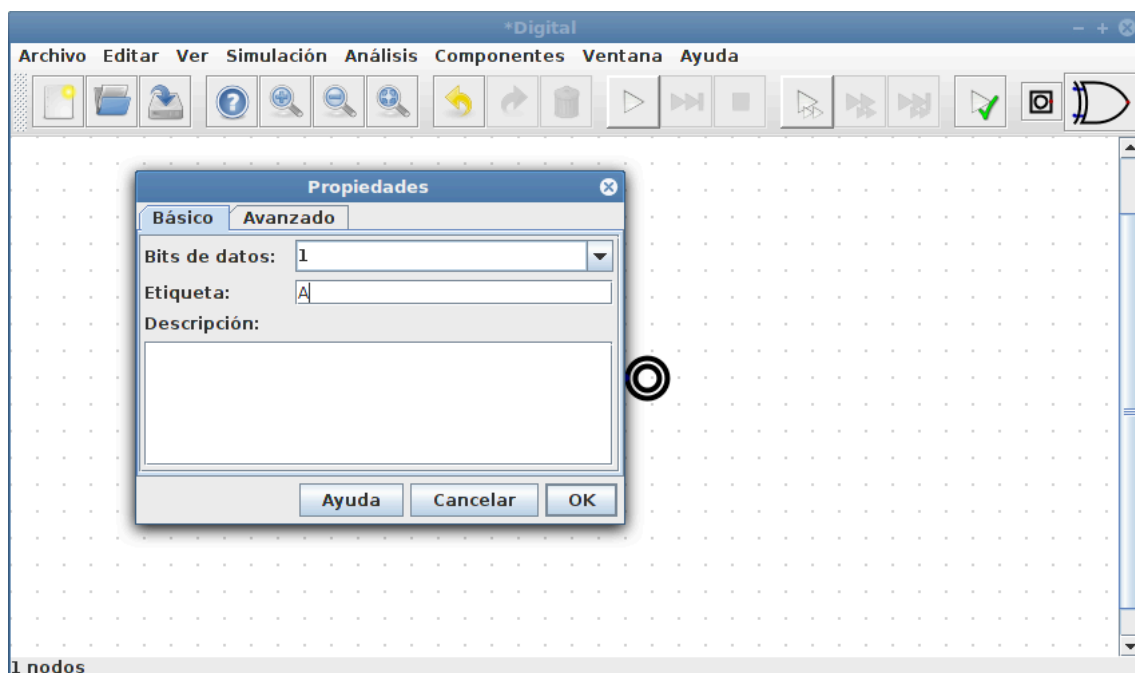 *Digital
Archivo Editar Ver Simulación Análisis Componentes Ventana Ayuda
Propiedades
Básico Avanzado
Bits de datos: 1
Etiqueta: A
Descripción:
Ayuda Cancelar OK
1 nodos